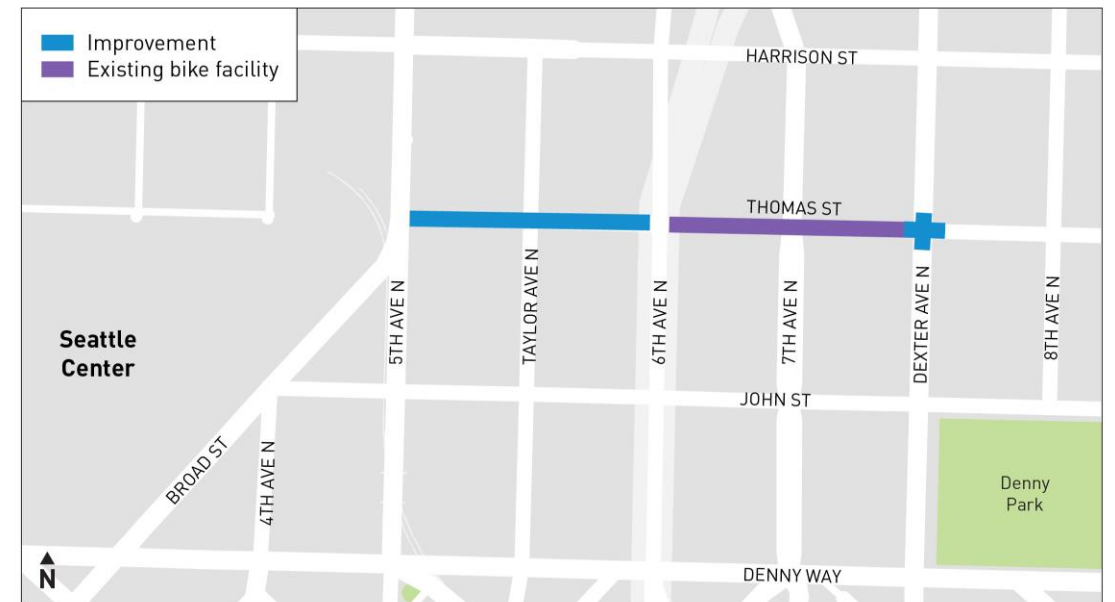 Improvement
Existing bike facility
HARRISON ST
THOMAS ST
5TH AVE N
TAYLOR AVE N
6TH AVE N
7TH AVE N
DEXTER AVE N
8TH AVE N
Seattle
Center
JOHN ST
BROAD ST
4TH AVE N
Denny
Park
N
DENNY WAY